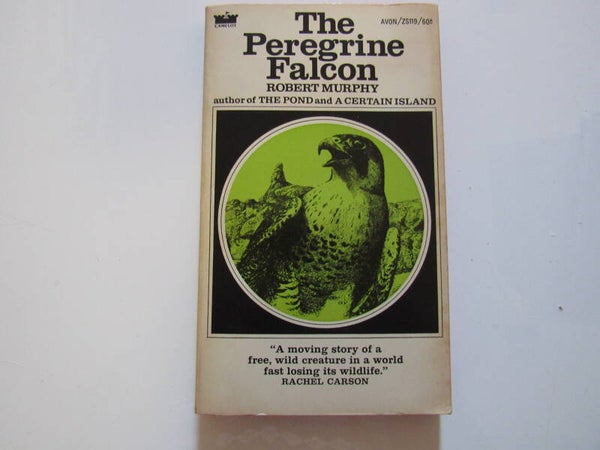 CAMELOT
AVON/ZS119/60¢
The
Peregrine
Falcon
ROBERT MURPHY
author of THE POND and A CERTAIN ISLAND
“A moving story of a
free, wild creature in a world
fast losing its wildlife.”
RACHEL CARSON